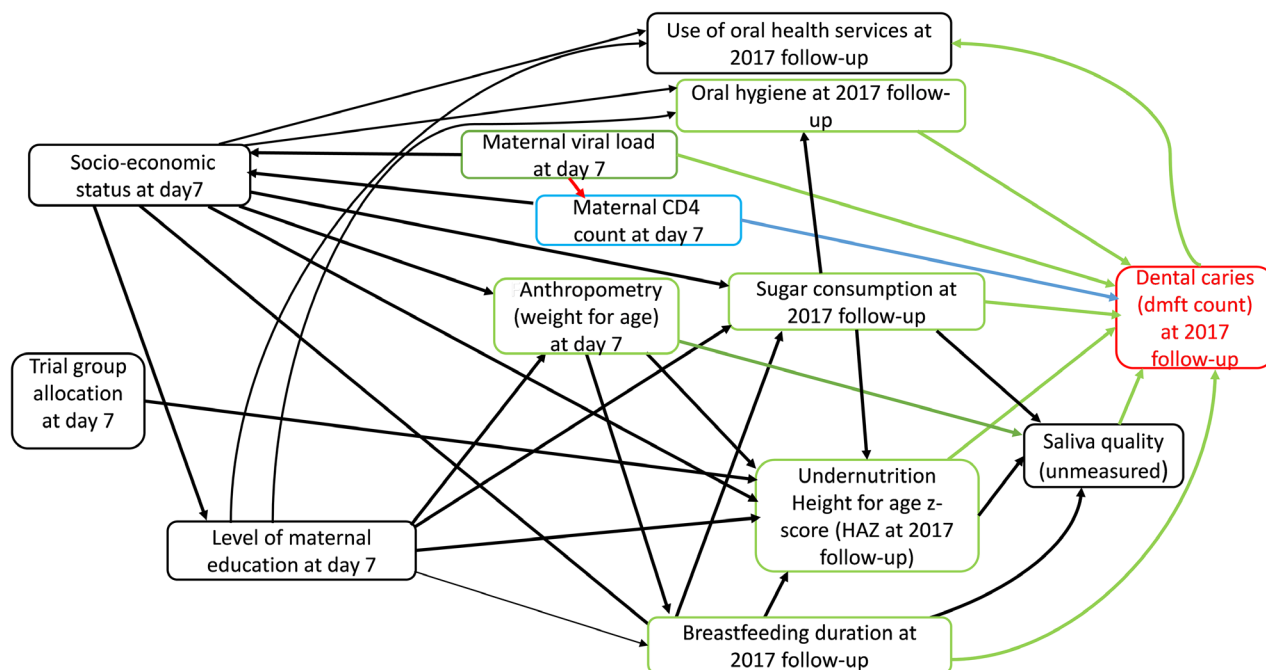 Use of oral health services at
2017 follow-up
Oral hygiene at 2017 follow-
up
Maternal viral load
at day 7
Socio-economic
status at day7
Maternal CD4
count at day 7
Anthropometry
(weight for age)
at day 7
Sugar consumption at
2017 follow-up
Dental caries
(dmft count)
at 2017
follow-up
Trial group
allocation
at day 7
Saliva quality
(unmeasured)
Undernutrition
Height for age z-
score (HAZ at 2017
follow-up)
Level of maternal
education at day 7
Breastfeeding duration at
2017 follow-up